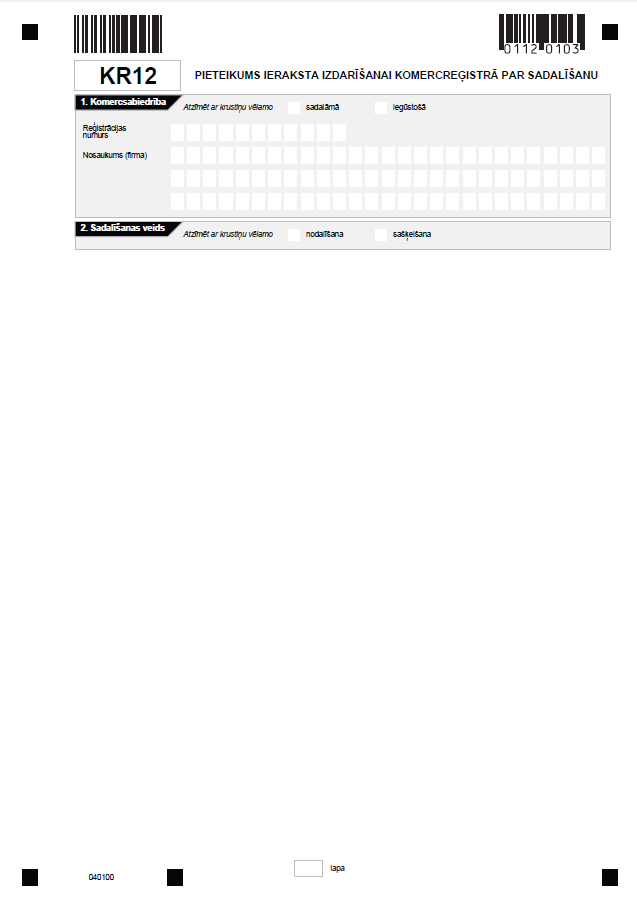 0112 0103
KR12
PIETEIKUMS IERAKSTA IZDARĪŠANAI KOMERCREĢISTRĀ PAR SADALĪŠANU
1. Komercsabiedrība Atzīmēt ar krustiņu vēlamo sadalāmā iegūstošā
Reģistrācijas
numurs
Nosaukums (firma)
2. Sadalīšanas veids Atzīmēt ar krustiņu vēlamo nodalīšana sašķelšana
040100
lapa